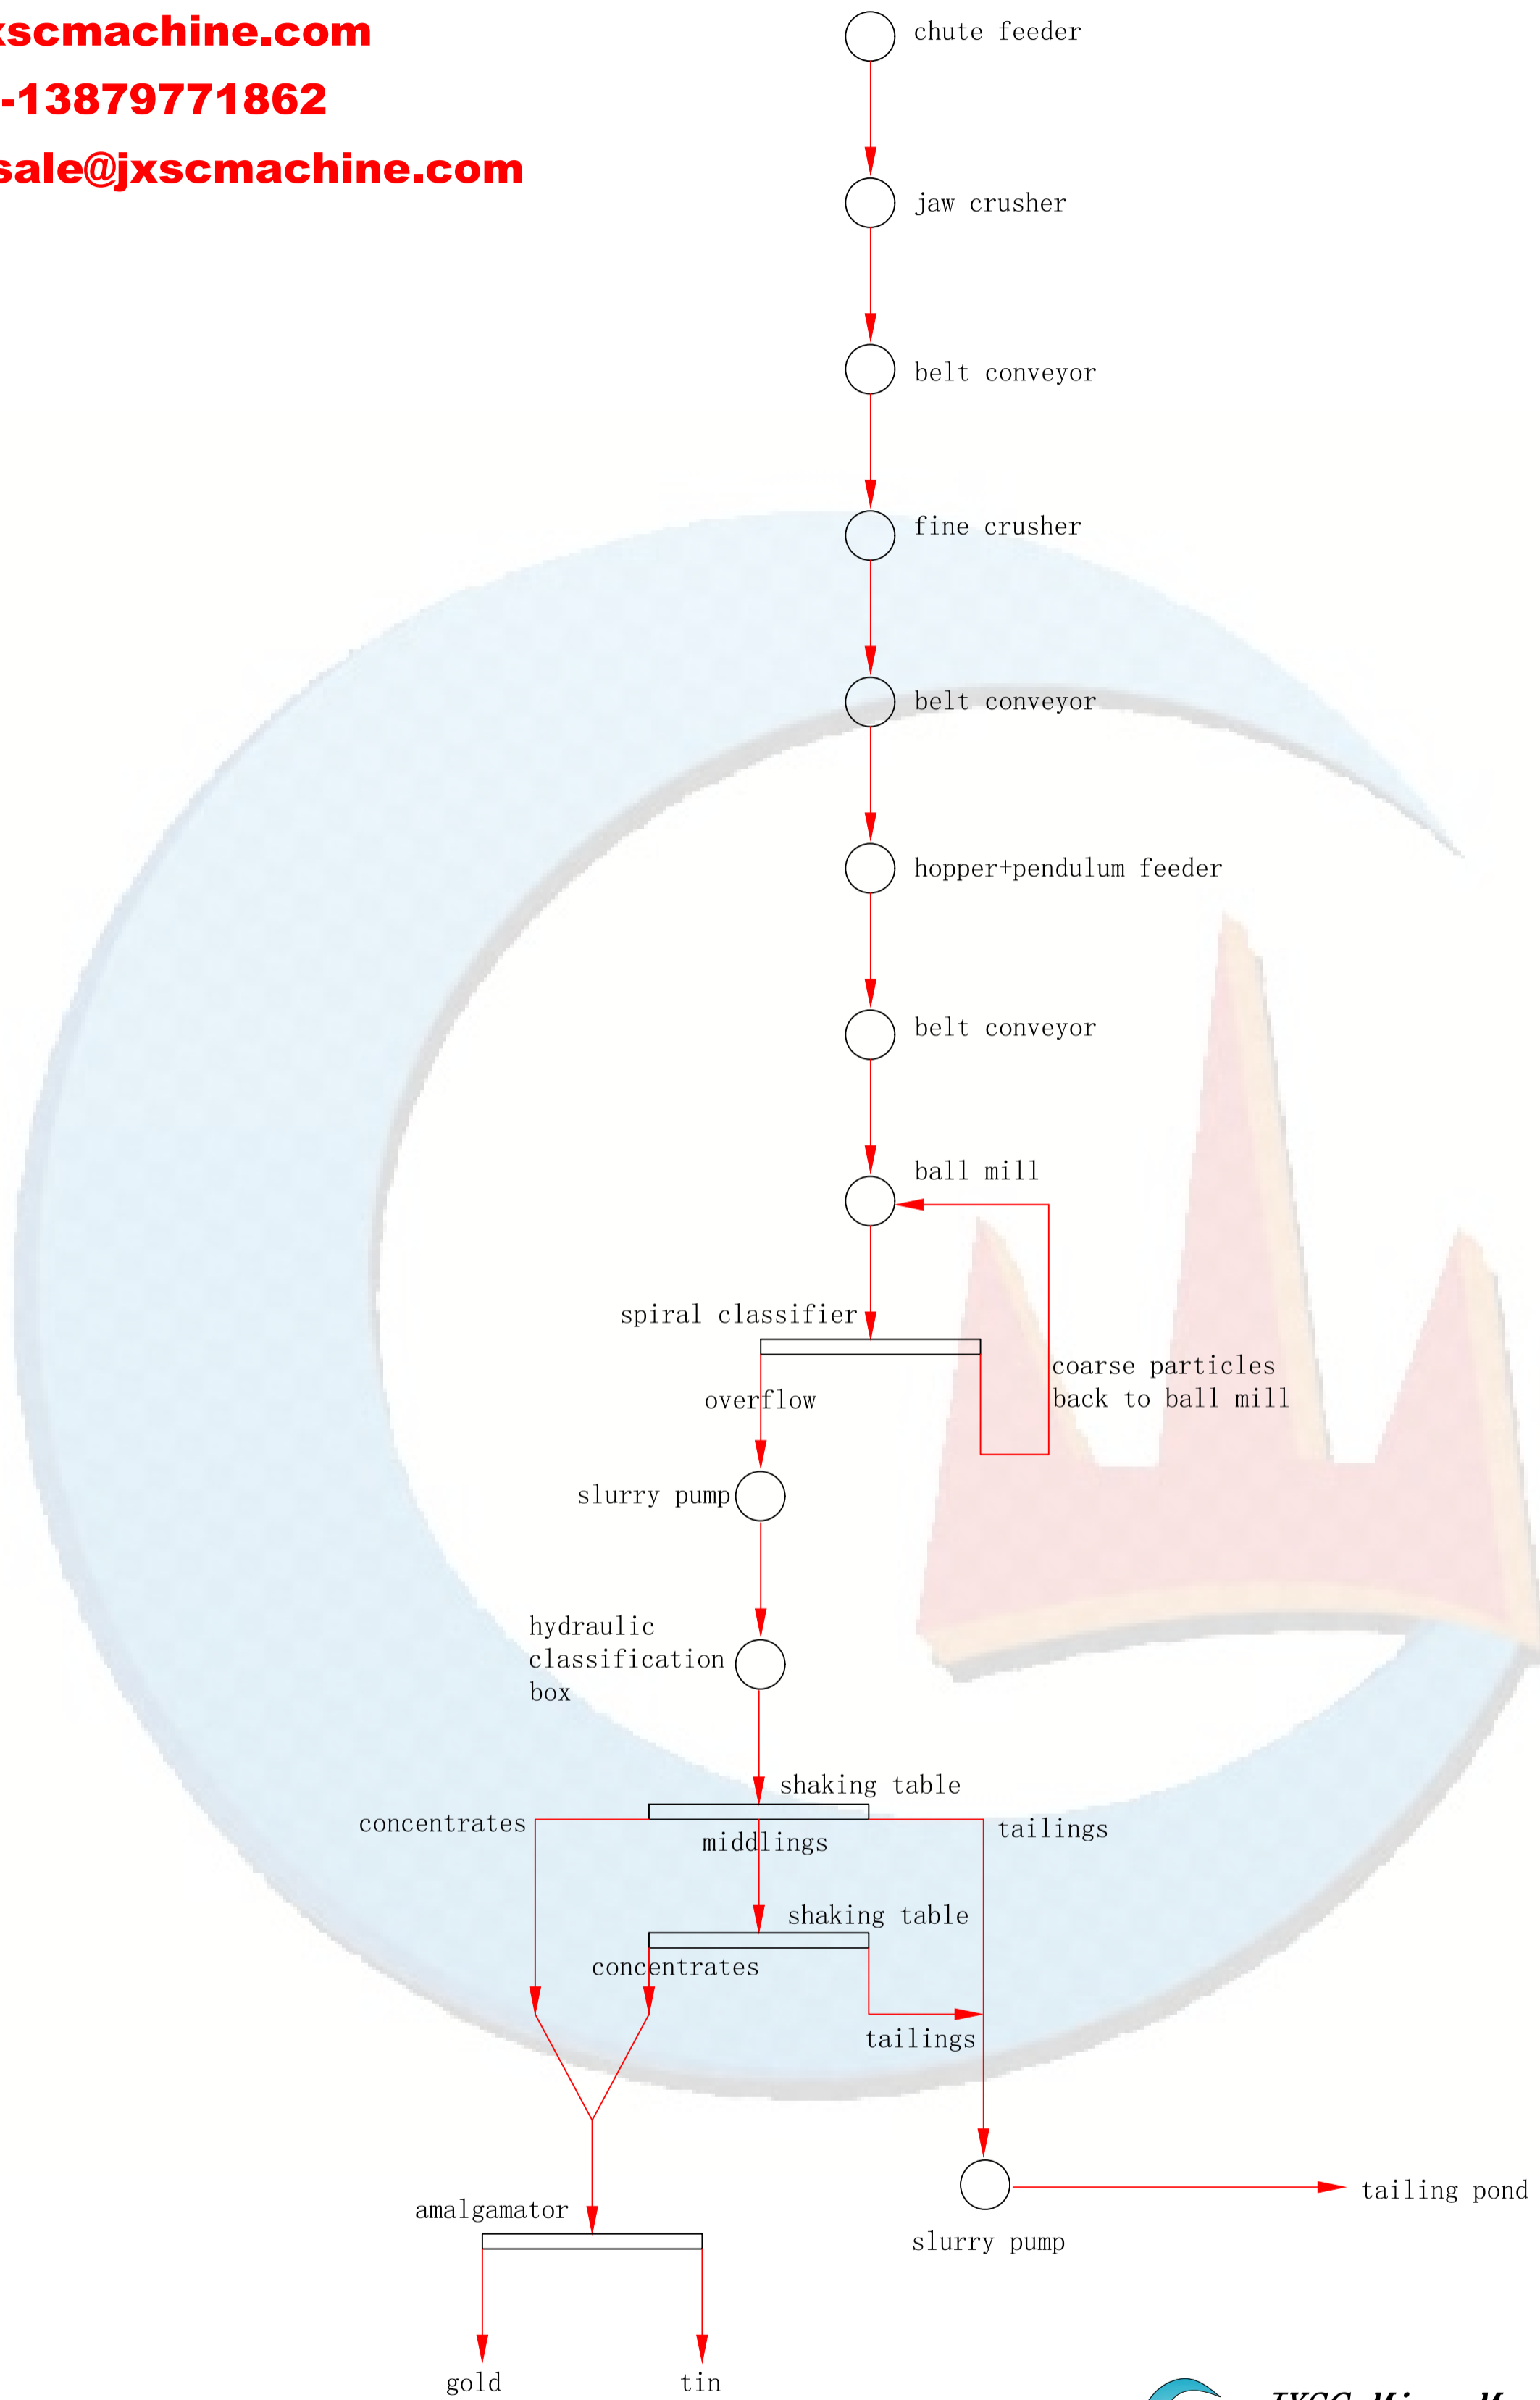 xscmachine.com
-13879771862
sale@jxscmachine.com
chute feeder
jaw crusher
belt conveyor
fine crusher
belt conveyor
hopper+pendulum feeder
belt conveyor
ball mill
spiral classifier
coarse particles
back to ball mill
overflow
slurry pump
hydraulic
classification
box
shaking table
concentrates
middlings
tailings
shaking table
concentrates
tailings
tailing pond
amalgamator
slurry pump
gold
tin